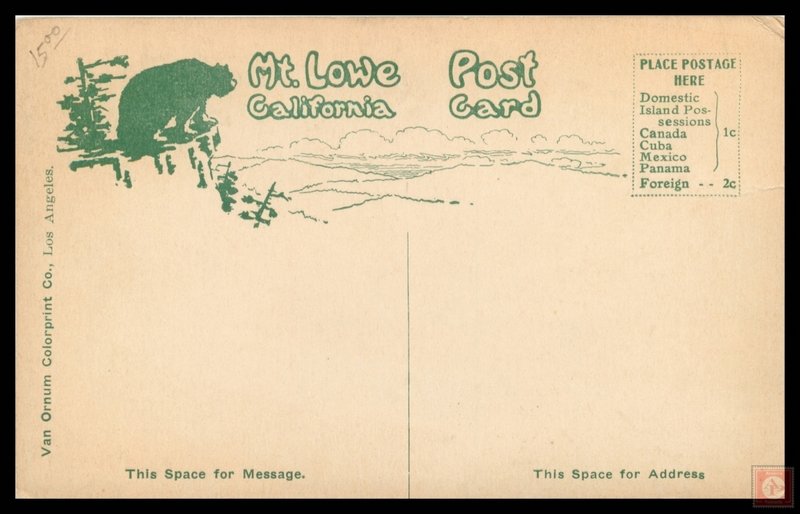 1500
Mt. Lowe
California
Post
Card
PLACE POSTAGE
HERE
Domestic
Island Pos-
sessions
Canada
Cuba
Mexico
Panama
1c
Foreign -- 2c
Van Ornum Colorprint Co., Los Angeles.
This Space for Message.
This Space for Address